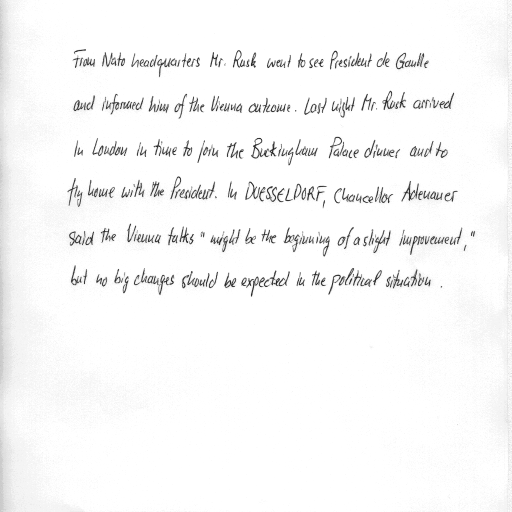 From Nato headquarters Mr. Rusk went to see President de Gaulle
and informed him of the Vienna outcome. Last night Mr. Rusk arrived
in London in time to join the Buckingham Palace dinner and to
fly home with the President. In DUESSELDORF, Chancellor Adenauer
said the Vienna talks "might be the beginning of a slight improvement,"
but no big changes should be expected in the political situation.